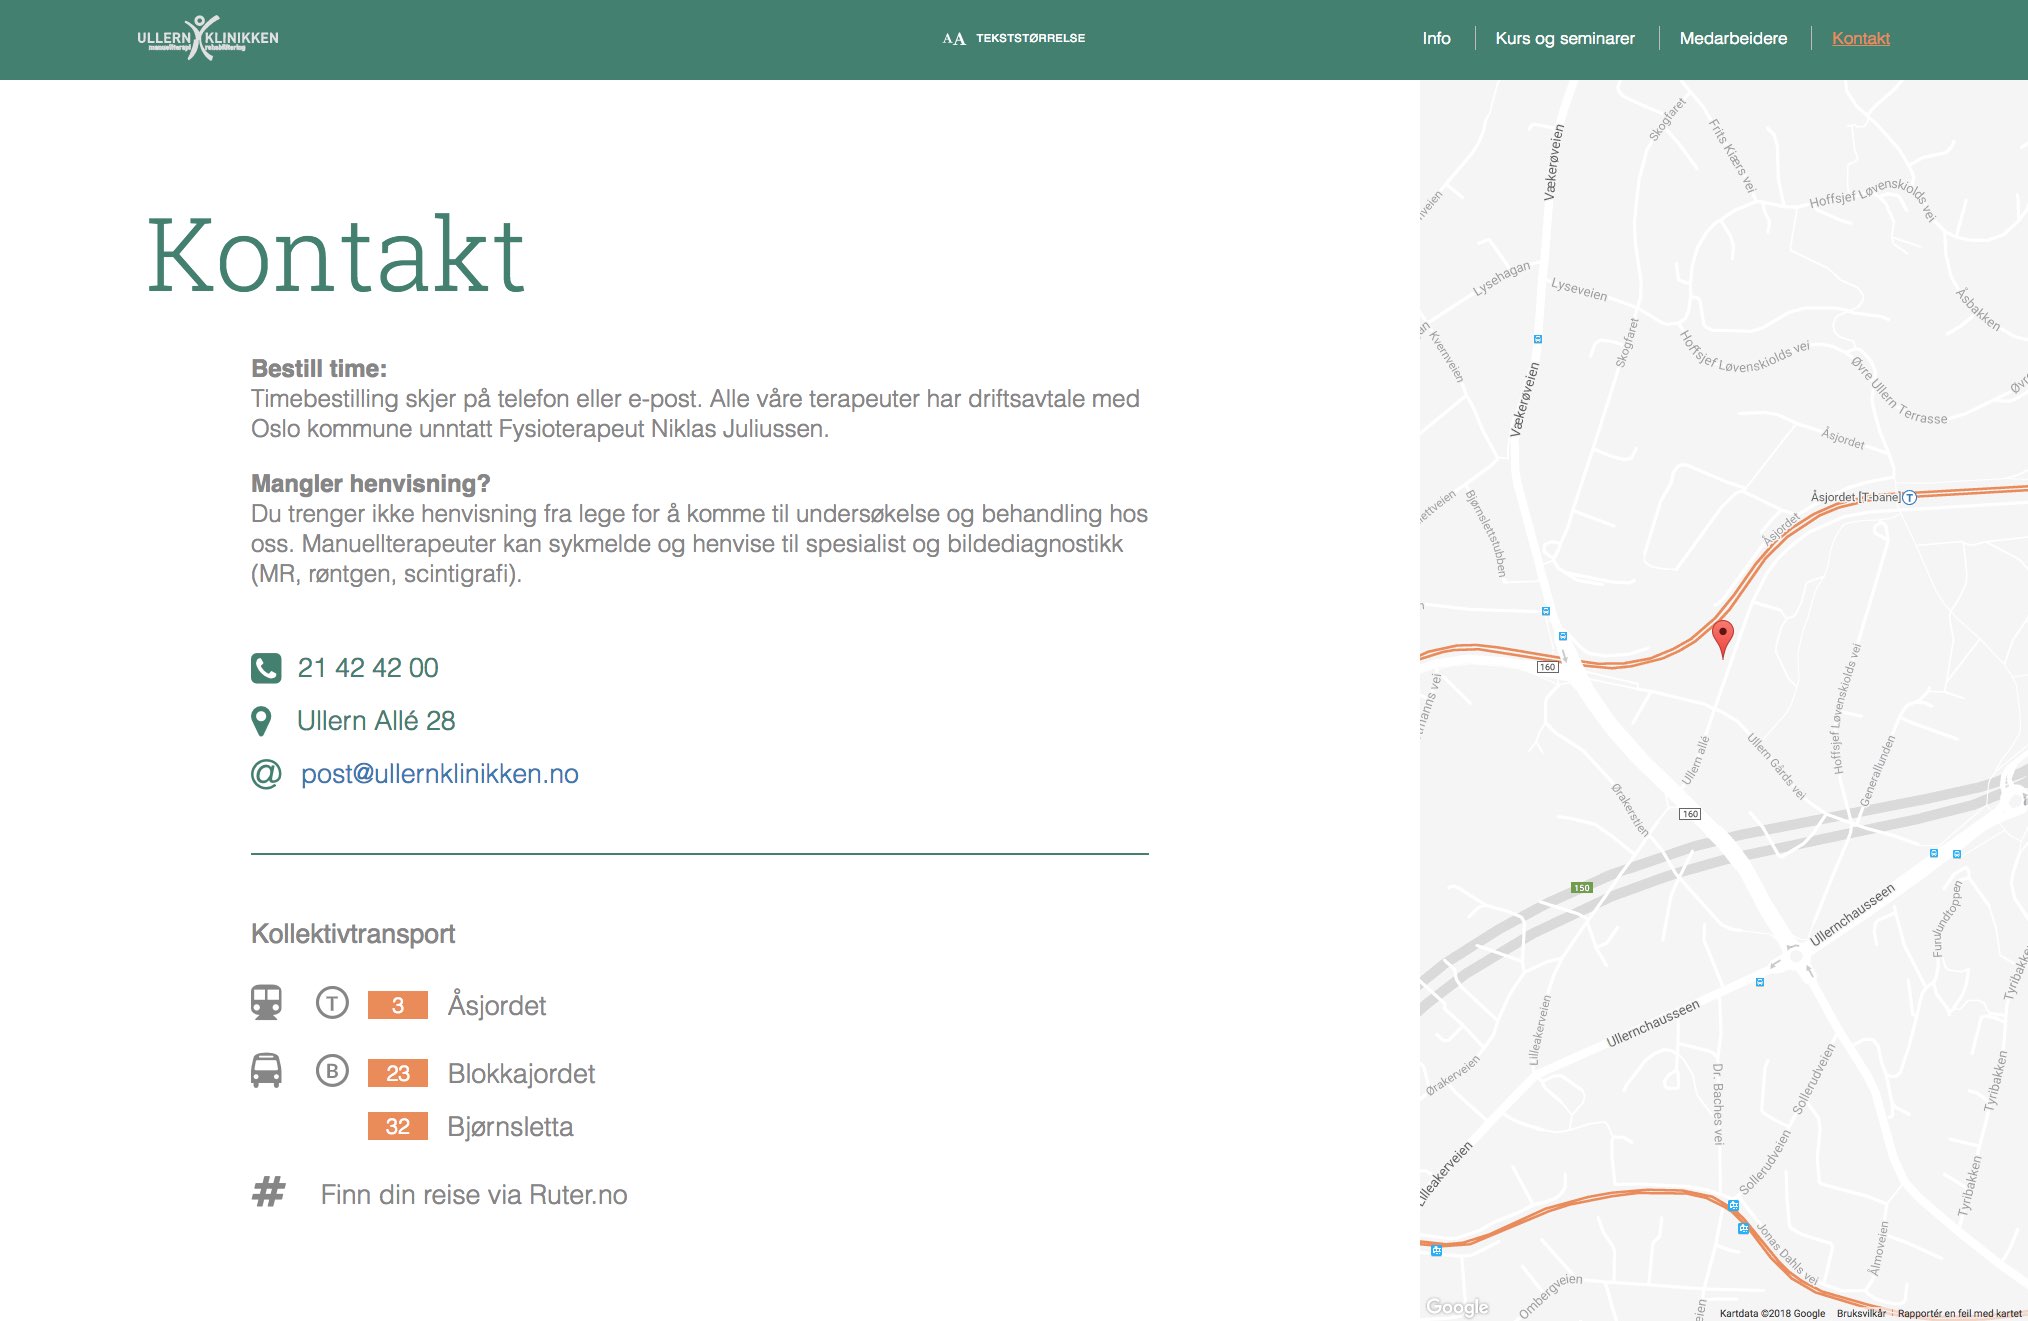 ULLERN KLINIKKEN
manuellterapi rehabilitering
AA TEKSTSTØRRELSE
Info
Kurs og seminarer
Medarbeidere
Kontakt
Kontakt
Bestill time:
Timebestilling skjer på telefon eller e-post. Alle våre terapeuter har driftsavtale med
Oslo kommune unntatt Fysioterapeut Niklas Juliussen.
Mangler henvisning?
Du trenger ikke henvisning fra lege for å komme til undersøkelse og behandling hos
oss. Manuellterapeuter kan sykmelde og henvise til spesialist og bildediagnostikk
(MR, røntgen, scintigrafi).
21 42 42 00
Ullern Allé 28
@ post@ullernklinikken.no
Kollektivtransport
T 3 Åsjordet
B 23 Blokkajordet
32 Bjørnsletta
# Finn din reise via Ruter.no
Skogfaret
Frits Kiærs vei
Vækerøveien
Hoffsjef Løvenskiolds vei
Lysehagan
Lyseveien
Åsbakken
Skogfaret
Kvernveien
Hoffsjef Løvenskiolds vei
Øvre Ullern Terrasse
Vækerøveien
Åsjordet
Bjørnslettstubben
Åsjordet [T-bane]
T
Åsjordet
160
Hoffsjef Løvenskiolds vei
Ullern allé
Ullern Gårds vei
Generallunden
Ørakerstien
160
150
Ullernchausseen
Furulundtoppen
Tyribakken
Lilleakerveien
Ullernchausseen
Ørakerveien
Dr. Baches vei
Sollerudveien
Tyribakken
Lilleakerveien
Sollerudveien
Tyribakken
Jonas Dahls vei
Almoveien
Ombergveien
Google
Kartdata ©2018 Google
Bruksvilkår
Rapportér en feil med kartet